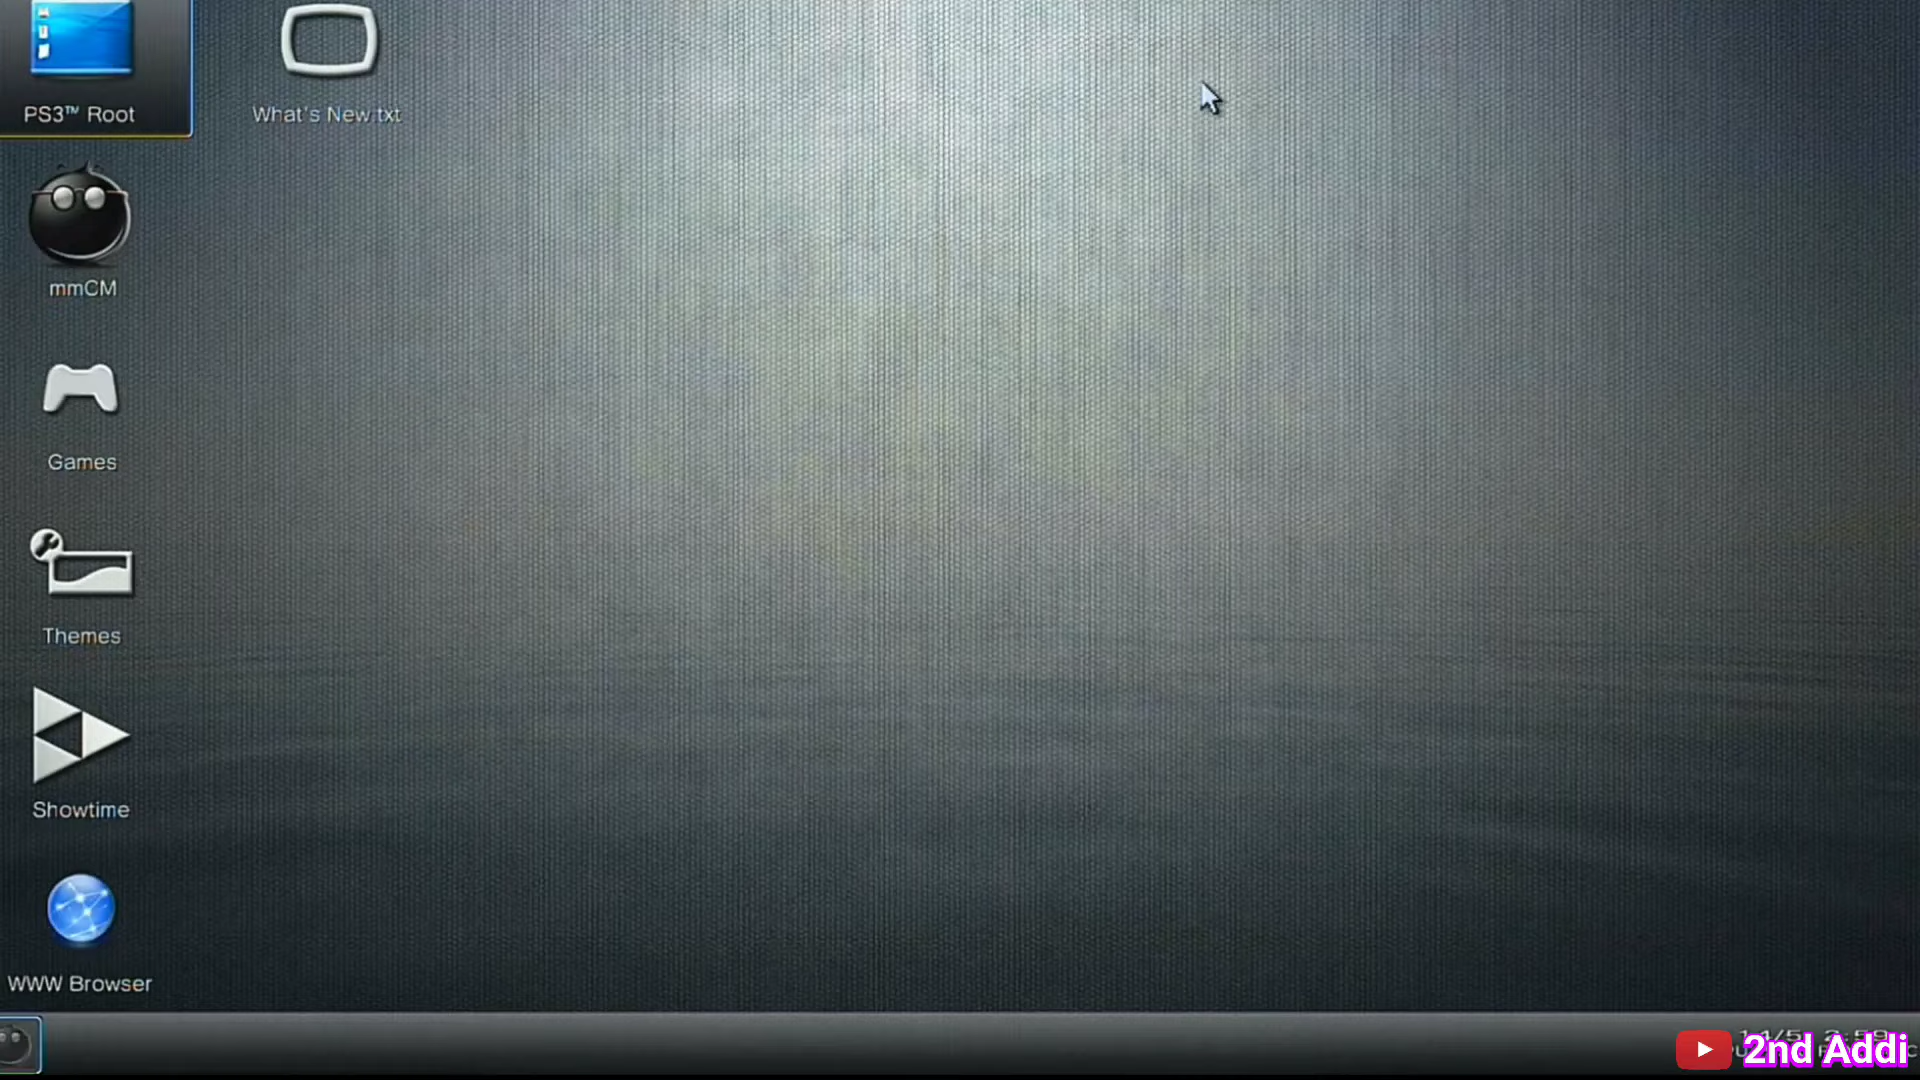 PS3™ Root
What's New.txt
mmCM
Games
Themes
Showtime
WWW Browser
2nd Addi